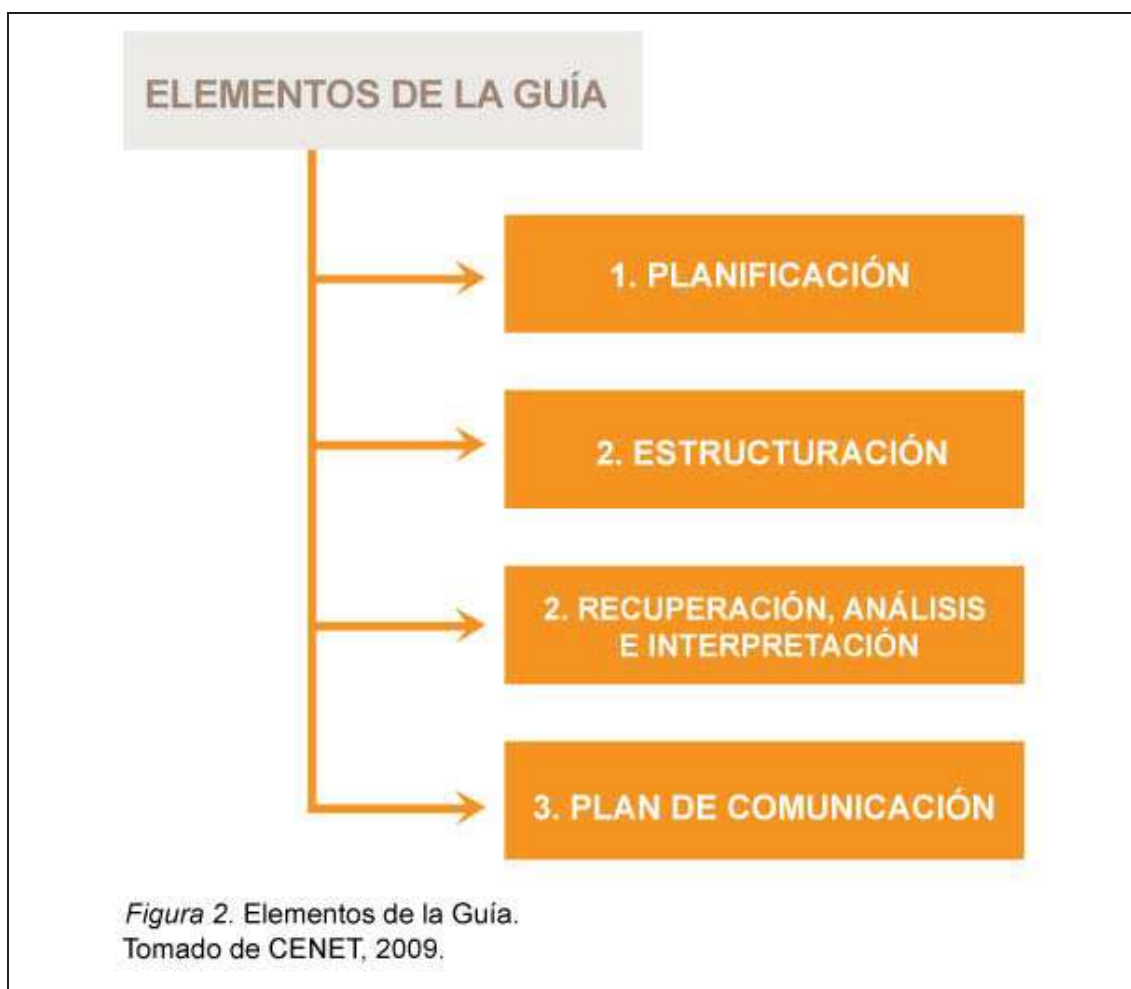 ELEMENTOS DE LA GUÍA
1. PLANIFICACIÓN
2. ESTRUCTURACIÓN
2. RECUPERACIÓN, ANÁLISIS
E INTERPRETACIÓN
3. PLAN DE COMUNICACIÓN
Figura 2. Elementos de la Guía.
Tomado de CENET, 2009.